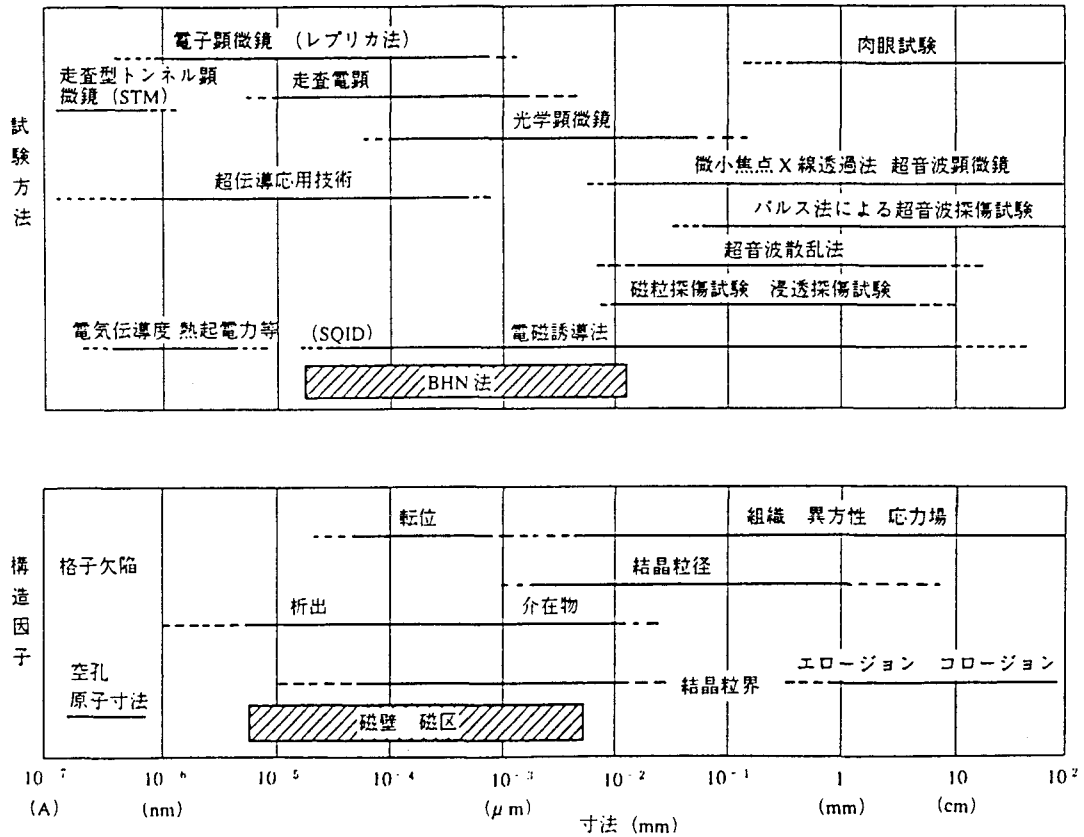 電子顕微鏡 (レプリカ法)
肉眼試験
走査型トンネル顕
微鏡 (STM)
走査電顕
光学顕微鏡
試験方法
微小焦点X線透過法 超音波顕微鏡
超伝導応用技術
パルス法による超音波探傷試験
超音波散乱法
磁粒探傷試験 浸透探傷試験
電気伝導度 熱起電力等
(SQID)
電磁誘導法
BHN法
転位
組織 異方性 応力場
格子欠陥
結晶粒径
構造因子
析出
介在物
エロージョン コロージョン
空孔
原子寸法
結晶粒界
磁壁 磁区
10⁻⁷ 10⁻⁶ 10⁻⁵ 10⁻⁴ 10⁻³ 10⁻² 10⁻¹ 1 10 10²
(A) (nm) (μm) (mm) (cm)
寸法 (mm)